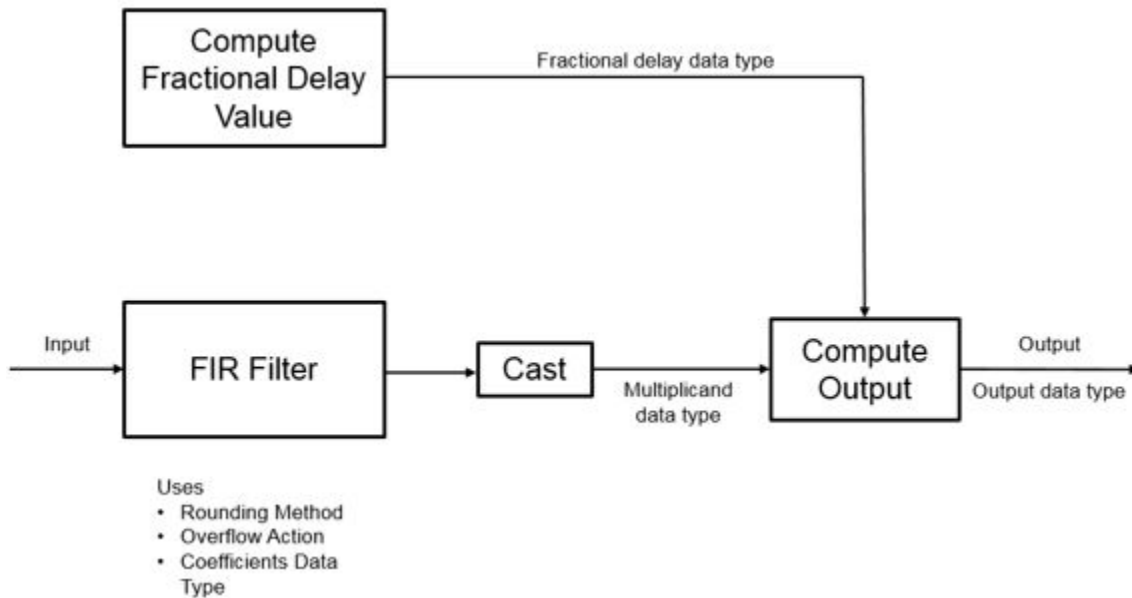 Compute
Fractional Delay
Value
Fractional delay data type
Input
FIR Filter
Cast
Multiplicand
data type
Compute
Output
Output
Output data type
Uses
• Rounding Method
• Overflow Action
• Coefficients Data
Type